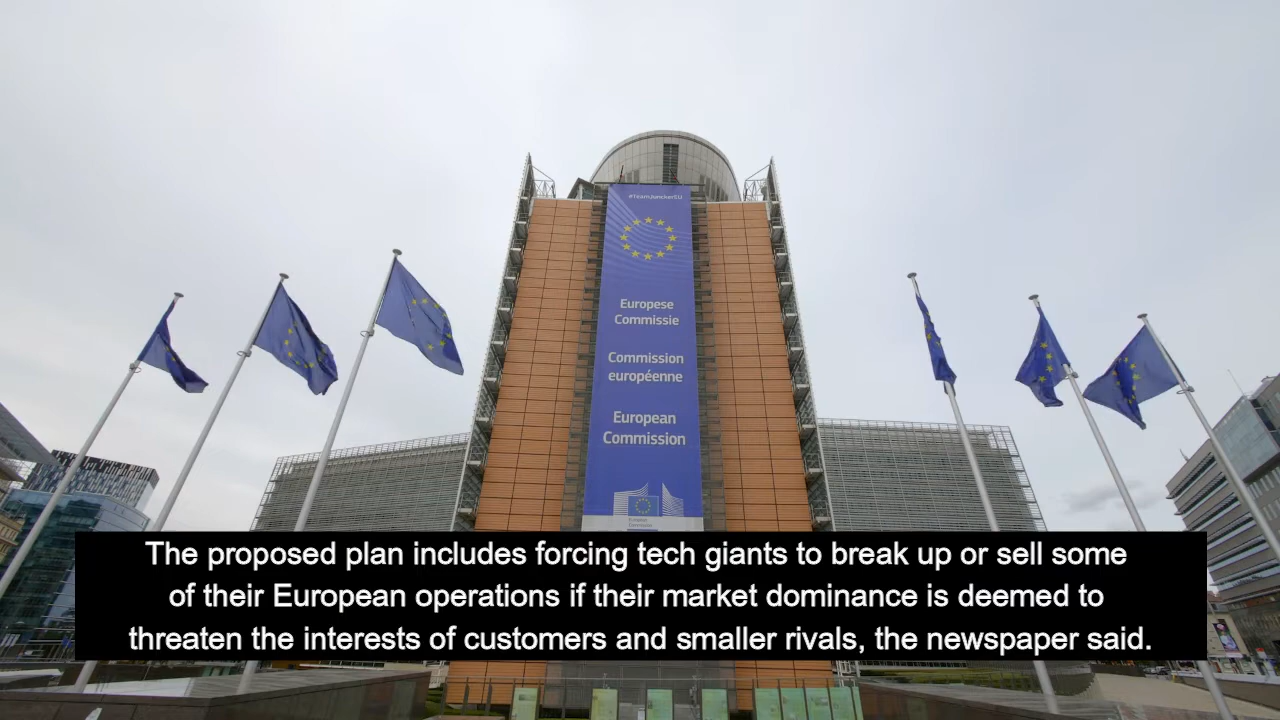 #TeamJunckerEU
Europese
Commissie
Commission
européenne
European
Commission
European
Commission
The proposed plan includes forcing tech giants to break up or sell some
of their European operations if their market dominance is deemed to
threaten the interests of customers and smaller rivals, the newspaper said.